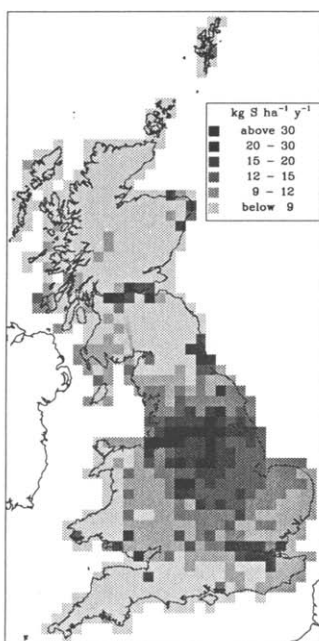 kg S ha⁻¹ y⁻¹
above 30
20 - 30
15 - 20
12 - 15
9 - 12
below 9